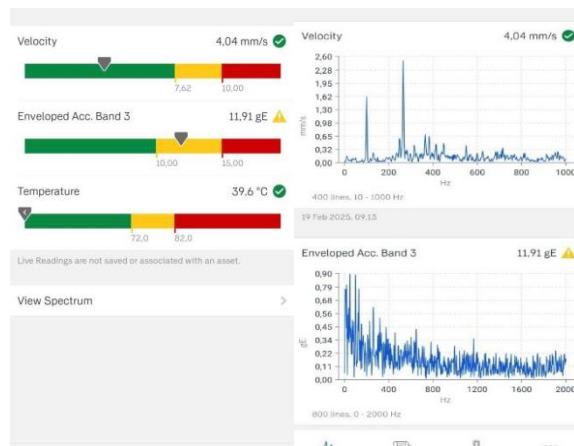 Velocity 4,04 mm/s
7,62 10,00
Enveloped Acc. Band 3 11,91 gE
10,00 15,00
Temperature 39.6 °C
72,0 82,0
Live Readings are not saved or associated with an asset.
View Spectrum
Velocity 4,04 mm/s
2,60
2,28
1,95
1,62
1,30
0,98
0,65
0,32
0,00
mm/s
0 200 400 600 800 1000
Hz
400 lines, 10 - 1000 Hz
19 Feb 2025, 09.13
Enveloped Acc. Band 3 11,91 gE
0,90
0,79
0,68
0,56
0,45
0,34
0,22
0,11
0,00
gE
0 400 800 1200 1600 2000
Hz
800 lines, 0 - 2000 Hz